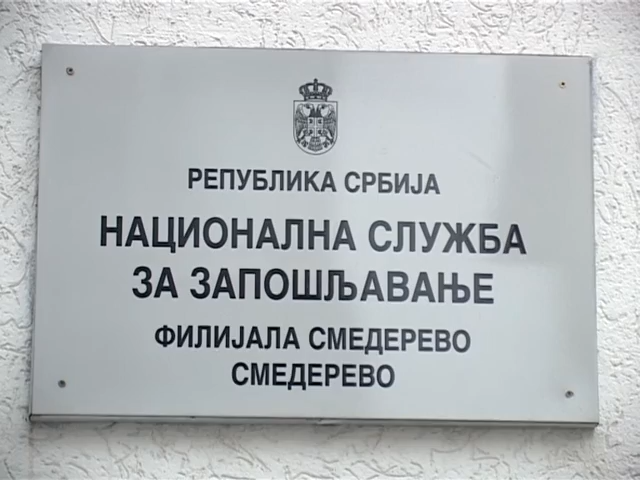 РЕПУБЛИКА СРБИЈА
НАЦИОНАЛНА СЛУЖБА
ЗА ЗАПОШЉАВАЊЕ
ФИЛИЈАЛА СМЕДЕРЕВО
СМЕДЕРЕВО